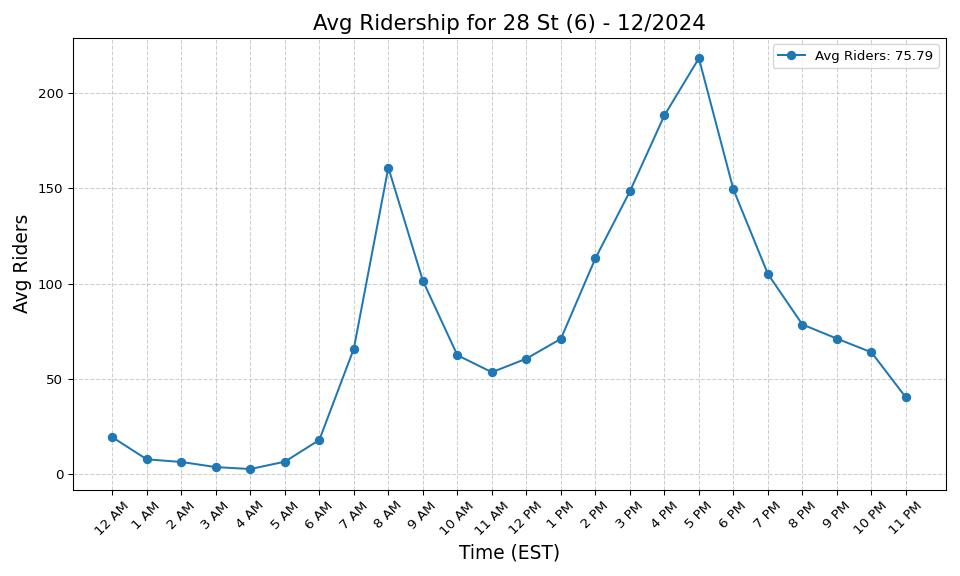 Avg Ridership for 28 St (6) - 12/2024
Avg Riders: 75.79
Avg Riders
200
150
100
50
0
12 AM
1 AM
2 AM
3 AM
4 AM
5 AM
6 AM
7 AM
8 AM
9 AM
10 AM
11 AM
12 PM
1 PM
2 PM
3 PM
4 PM
5 PM
6 PM
7 PM
8 PM
9 PM
10 PM
11 PM
Time (EST)